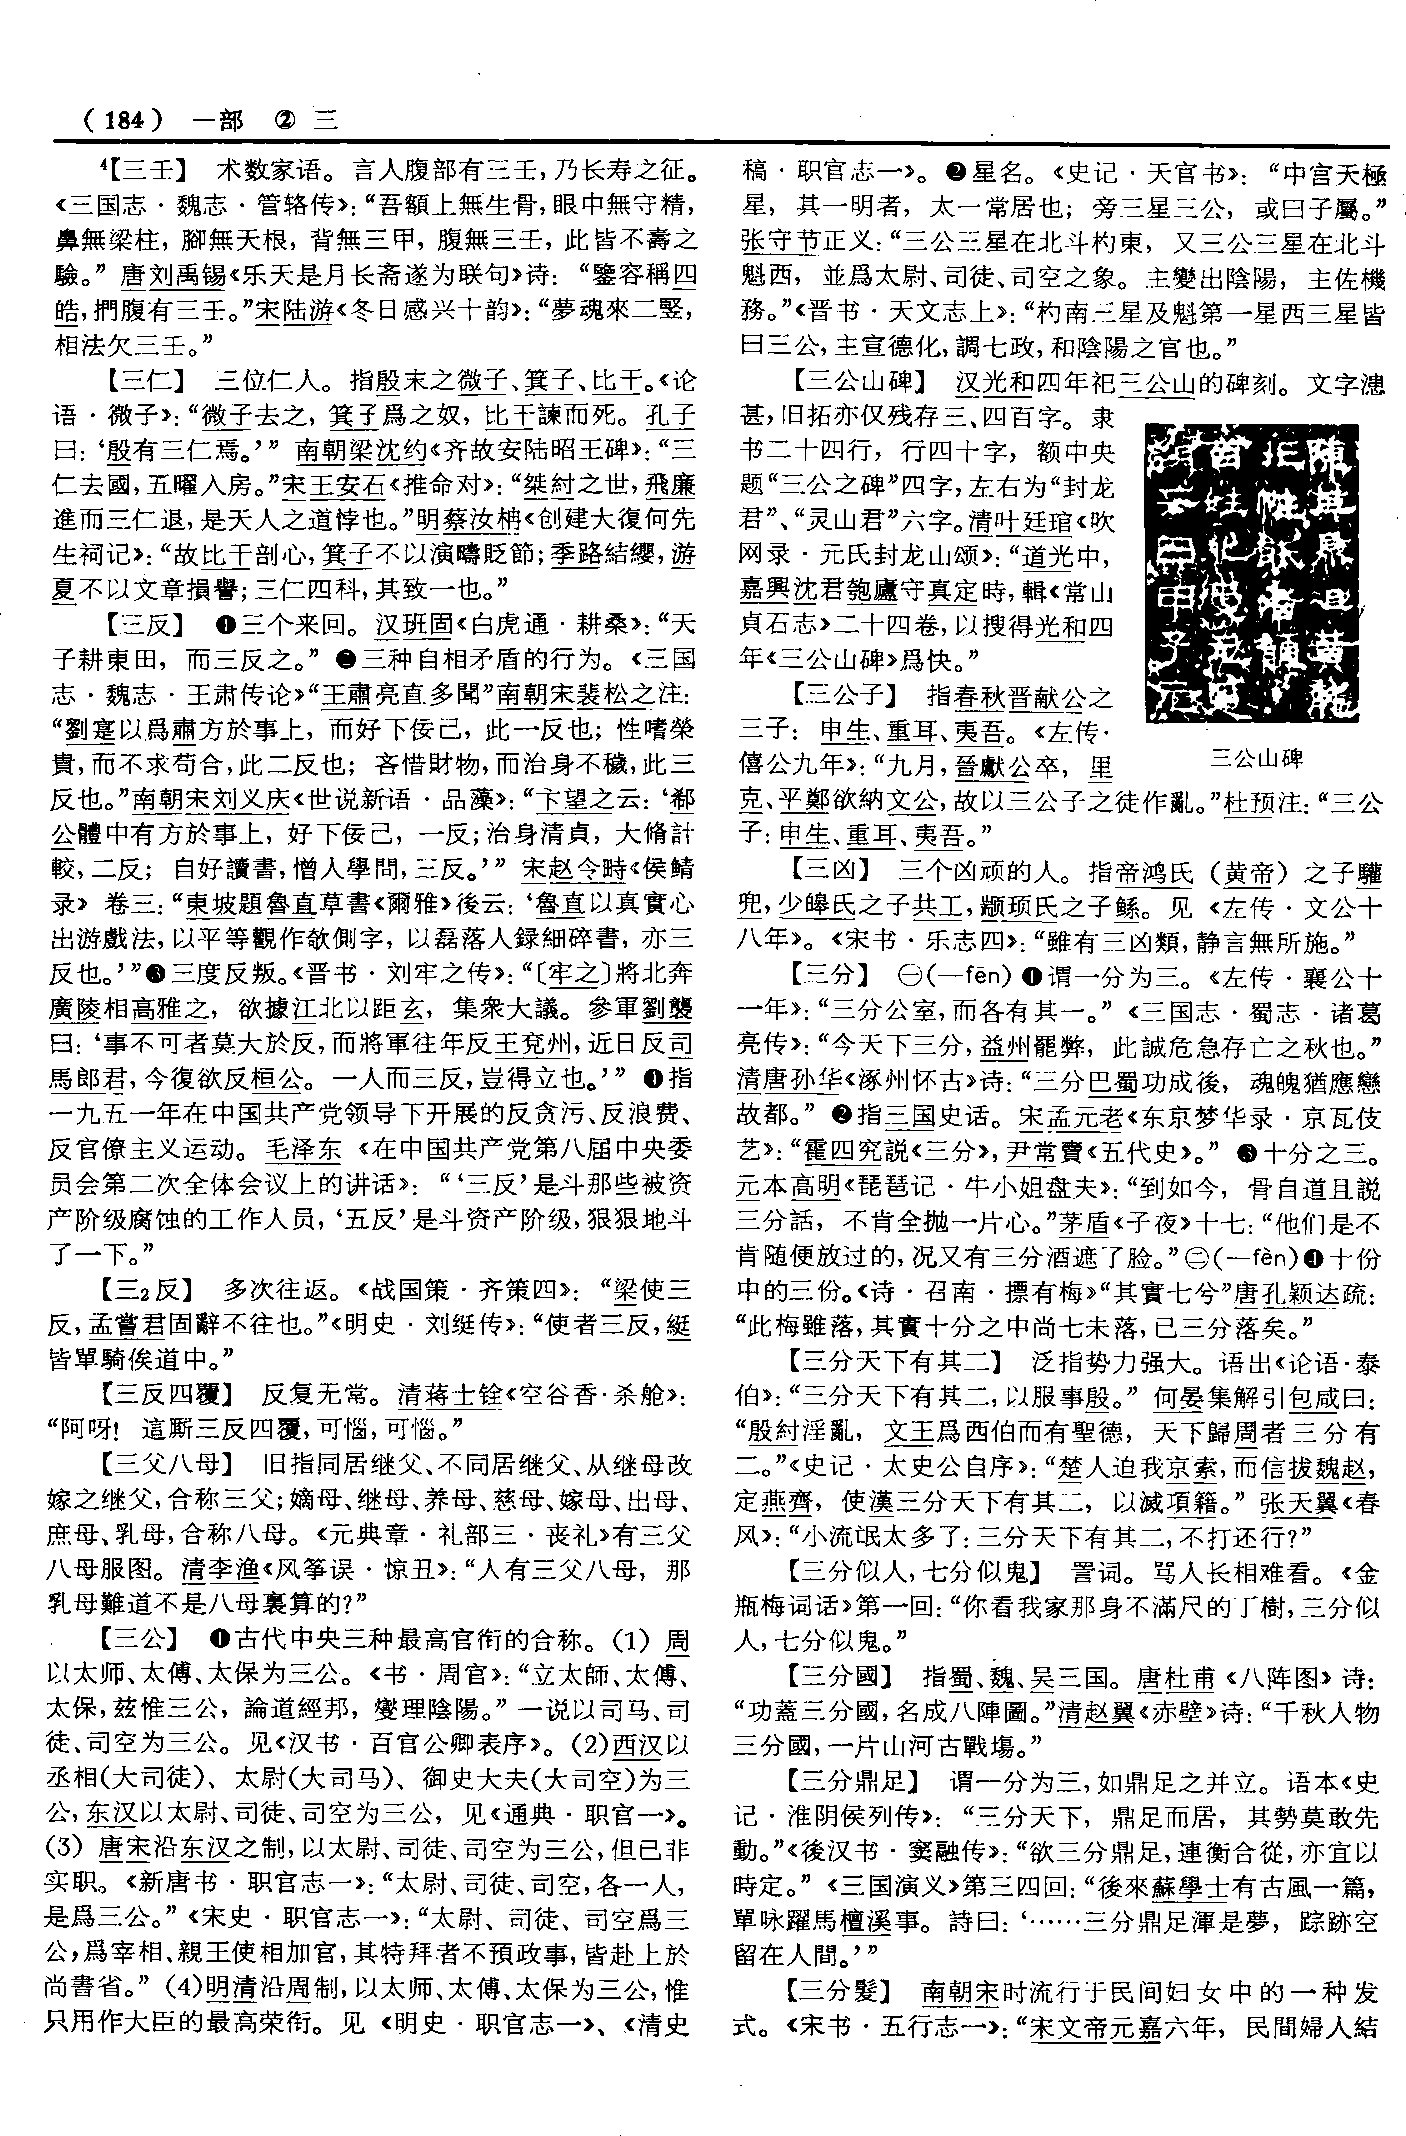 （184） 一部 ② 三
⁴【三壬】 术数家语。言人腹部有三壬，乃长寿之征。
《三国志·魏志·管辂传》：“吾額上無生骨，眼中無守精，
鼻無梁柱，腳無天根，背無三甲，腹無三壬，此皆不壽之
驗。”唐刘禹锡《乐天是月长斋遂为联句》诗：“鑒容稱四
皓，捫腹有三壬。”宋陆游《冬日感兴十韵》：“夢魂來二竪，
相法欠三壬。”
【三仁】 三位仁人。指殷末之微子、箕子、比干。《论
语·微子》：“微子去之，箕子爲之奴，比干諫而死。孔子
曰：‘殷有三仁焉。’”南朝梁沈约《齐故安陆昭王碑》：“三
仁去國，五曜入房。”宋王安石《推命对》：“桀紂之世，飛廉
進而三仁退，是天人之道悖也。”明蔡汝楠《创建大復何先
生祠记》：“故比干剖心，箕子不以演疇貶節；季路結纓，游
夏不以文章損譽；三仁四科，其致一也。”
【三反】 ❶三个来回。汉班固《白虎通·耕桑》：“天
子耕東田，而三反之。”❷三种自相矛盾的行为。《三国
志·魏志·王肃传论》“王肅亮直多聞”南朝宋裴松之注：
“劉寔以爲肅方於事上，而好下佞己，此一反也；性嗜榮
貴，而不求苟合，此二反也；吝惜財物，而治身不穢，此三
反也。”南朝宋刘义庆《世说新语·品藻》：“卞望之云：‘郗
公體中有方於事上，好下佞己，一反；治身清貞，大脩計
較，二反；自好讀書，憎人學問，三反。’”宋赵令畤《侯鲭
录》卷三：“東坡題魯直草書《爾雅》後云：‘魯直以真實心
出游戲法，以平等觀作欹側字，以磊落人録細碎書，亦三
反也。’”❸三度反叛。《晋书·刘牢之传》：“〔牢之〕將北奔
廣陵相高雅之，欲據江北以距玄，集衆大議。參軍劉襲
曰：‘事不可者莫大於反，而將軍往年反王兗州，近日反司
馬郎君，今復欲反桓公。一人而三反，豈得立也。’”❹指
一九五一年在中国共产党领导下开展的反贪污、反浪费、
反官僚主义运动。毛泽东《在中国共产党第八届中央委
员会第二次全体会议上的讲话》：“‘三反’是斗那些被资
产阶级腐蚀的工作人员，‘五反’是斗资产阶级，狠狠地斗
了一下。”
【三₂反】 多次往返。《战国策·齐策四》：“梁使三
反，孟嘗君固辭不往也。”《明史·刘綎传》：“使者三反，綎
皆單騎俟道中。”
【三反四覆】 反复无常。清蒋士铨《空谷香·杀舱》：
“阿呀！這厮三反四覆，可惱，可惱。”
【三父八母】 旧指同居继父、不同居继父、从继母改
嫁之继父，合称三父；嫡母、继母、养母、慈母、嫁母、出母、
庶母、乳母，合称八母。《元典章·礼部三·丧礼》有三父
八母服图。清李渔《风筝误·惊丑》：“人有三父八母，那
乳母難道不是八母裏算的？”
【三公】 ❶古代中央三种最高官衔的合称。(1) 周
以太师、太傅、太保为三公。《书·周官》：“立太師、太傅、
太保，兹惟三公，論道經邦，燮理陰陽。”一说以司马、司
徒、司空为三公。见《汉书·百官公卿表序》。(2)西汉以
丞相(大司徒)、太尉(大司马)、御史大夫(大司空)为三
公，东汉以太尉、司徒、司空为三公，见《通典·职官一》。
(3) 唐宋沿东汉之制，以太尉、司徒、司空为三公，但已非
实职。《新唐书·职官志一》：“太尉、司徒、司空，各一人，
是爲三公。”《宋史·职官志一》：“太尉、司徒、司空爲三
公，爲宰相、親王使相加官，其特拜者不預政事，皆赴上於
尚書省。”(4)明清沿周制，以太师、太傅、太保为三公，惟
只用作大臣的最高荣衔。见《明史·职官志一》、《清史
稿·职官志一》。❷星名。《史记·天官书》：“中宫天極
星，其一明者，太一常居也；旁三星三公，或曰子屬。”
张守节正义：“三公三星在北斗杓東，又三公三星在北斗
魁西，並爲太尉、司徒、司空之象。主變出陰陽，主佐機
務。”《晋书·天文志上》：“杓南三星及魁第一星西三星皆
曰三公，主宣德化，調七政，和陰陽之官也。”
【三公山碑】 汉光和四年祀三公山的碑刻。文字漶
甚，旧拓亦仅残存三、四百字。隶
书二十四行，行四十字，额中央
题“三公之碑”四字，左右为“封龙
君”、“灵山君”六字。清叶廷琯《吹
网录·元氏封龙山颂》：“道光中，
嘉興沈君匏廬守真定時，輯《常山
貞石志》二十四卷，以搜得光和四
年《三公山碑》爲快。”
三公山碑
【三公子】 指春秋晋献公之
三子：申生、重耳、夷吾。《左传·
僖公九年》：“九月，晉獻公卒，里
克、平鄭欲納文公，故以三公子之徒作亂。”杜预注：“三公
子：申生、重耳、夷吾。”
【三凶】 三个凶顽的人。指帝鸿氏（黄帝）之子驩
兜，少皞氏之子共工，颛顼氏之子鲧。见《左传·文公十
八年》。《宋书·乐志四》：“雖有三凶類，静言無所施。”
【三分】 ㊀(—fēn) ❶谓一分为三。《左传·襄公十
一年》：“三分公室，而各有其一。”《三国志·蜀志·诸葛
亮传》：“今天下三分，益州罷弊，此誠危急存亡之秋也。”
清唐孙华《涿州怀古》诗：“三分巴蜀功成後，魂魄猶應戀
故都。”❷指三国史话。宋孟元老《东京梦华录·京瓦伎
艺》：“霍四究説《三分》，尹常賣《五代史》。”❸十分之三。
元本高明《琵琶记·牛小姐盘夫》：“到如今，骨自道且説
三分話，不肯全抛一片心。”茅盾《子夜》十七：“他们是不
肯随便放过的，况又有三分酒遮了脸。”㊁(—fèn)❶十份
中的三份。《诗·召南·摽有梅》“其實七兮”唐孔颖达疏：
“此梅雖落，其實十分之中尚七未落，已三分落矣。”
【三分天下有其二】 泛指势力强大。语出《论语·泰
伯》：“三分天下有其二，以服事殷。”何晏集解引包咸曰：
“殷紂淫亂，文王爲西伯而有聖德，天下歸周者三分有
二。”《史记·太史公自序》：“楚人迫我京索，而信拔魏赵，
定燕齊，使漢三分天下有其二，以滅項籍。”张天翼《春
风》：“小流氓太多了：三分天下有其二，不打还行？”
【三分似人，七分似鬼】 詈词。骂人长相难看。《金
瓶梅词话》第一回：“你看我家那身不滿尺的丁樹，三分似
人，七分似鬼。”
【三分國】 指蜀、魏、吴三国。唐杜甫《八阵图》诗：
“功蓋三分國，名成八陣圖。”清赵翼《赤壁》诗：“千秋人物
三分國，一片山河古戰場。”
【三分鼎足】 谓一分为三，如鼎足之并立。语本《史
记·淮阴侯列传》：“三分天下，鼎足而居，其勢莫敢先
動。”《後汉书·窦融传》：“欲三分鼎足，連衡合從，亦宜以
時定。”《三国演义》第三四回：“後來蘇學士有古風一篇，
單咏躍馬檀溪事。詩曰：‘……三分鼎足渾是夢，踪跡空
留在人間。’”
【三分髮】 南朝宋时流行于民间妇女中的一种发
式。《宋书·五行志一》：“宋文帝元嘉六年，民間婦人結